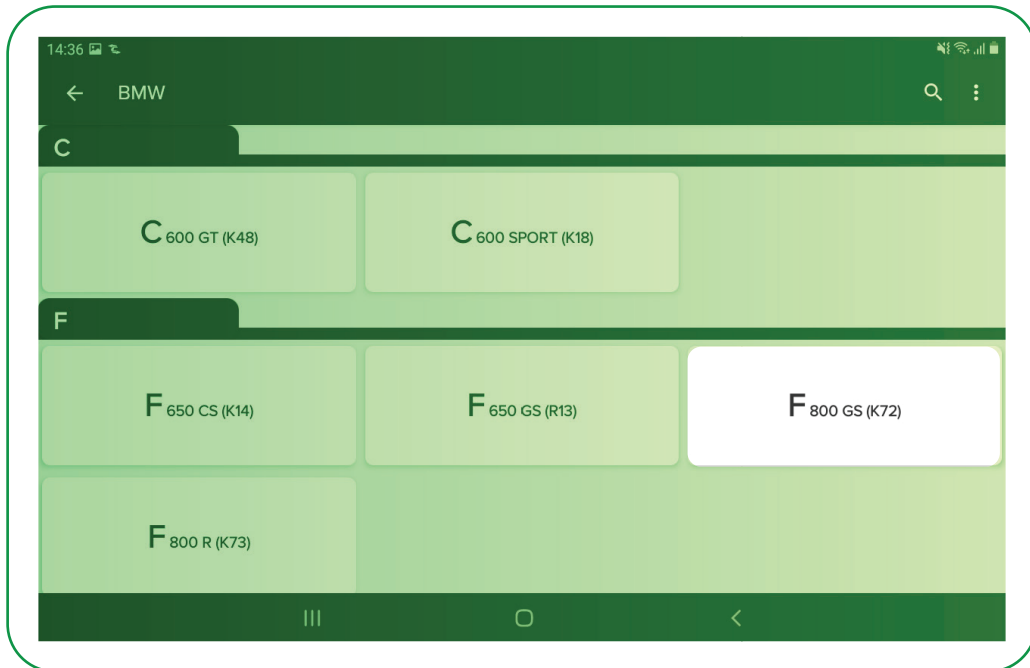 14:36
BMW
C
C 600 GT (K48)
C 600 SPORT (K18)
F
F 650 CS (K14)
F 650 GS (R13)
F 800 GS (K72)
F 800 R (K73)